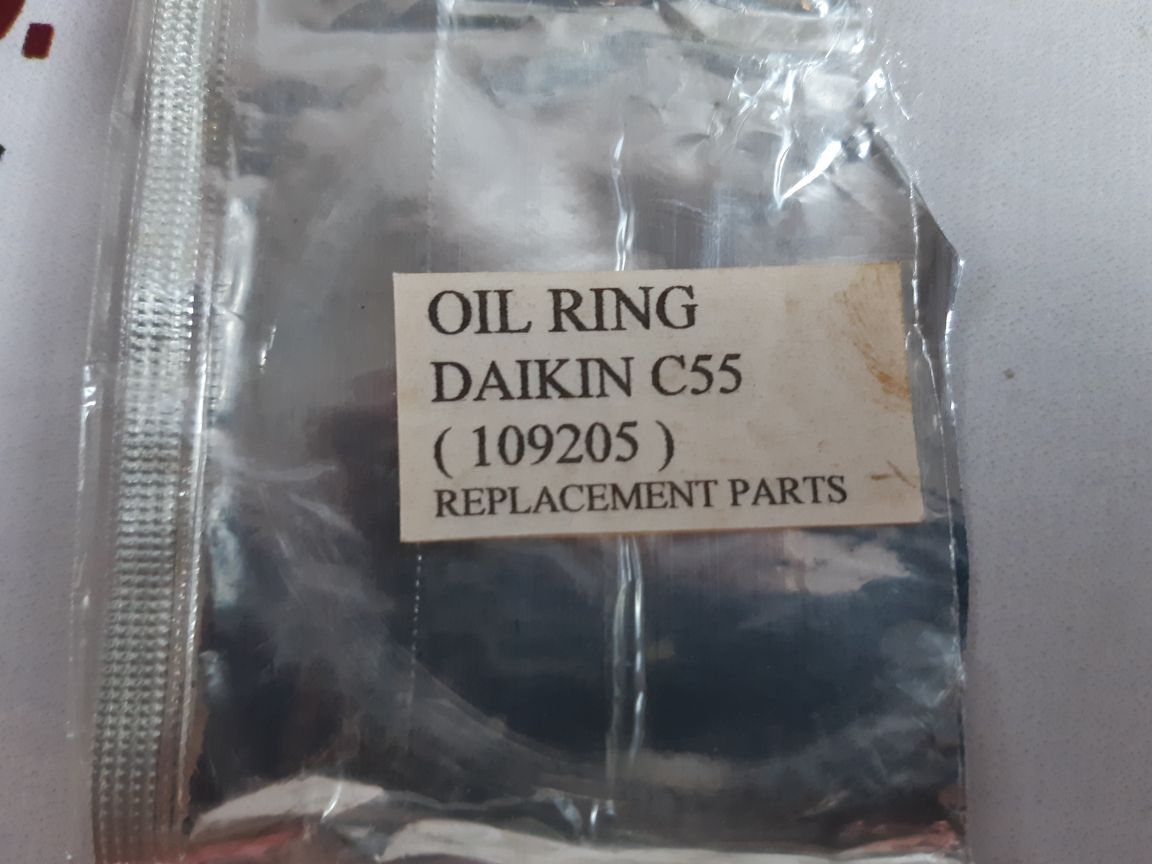 OIL RING
DAIKIN C55
( 109205 )
REPLACEMENT PARTS